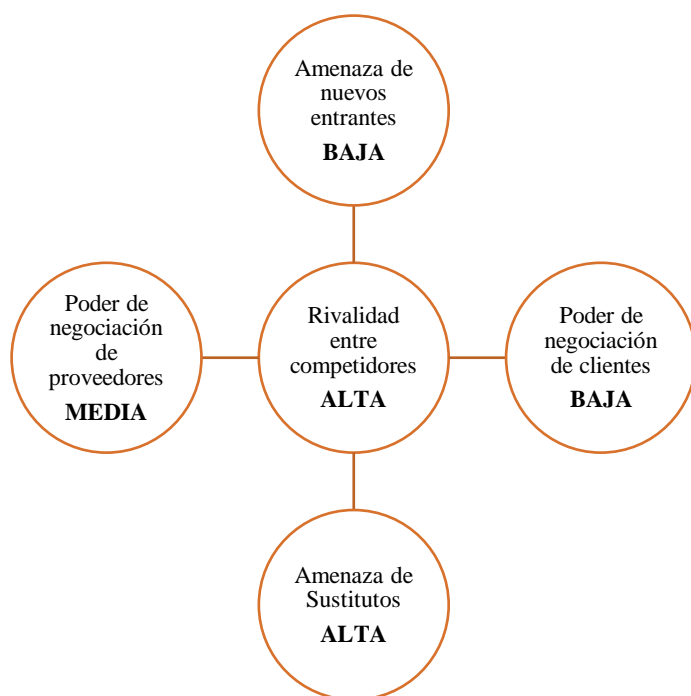 Amenaza de
nuevos
entrantes
BAJA
Poder de
negociación
de
proveedores
MEDIA
Rivalidad
entre
competidores
ALTA
Poder de
negociación
de clientes
BAJA
Amenaza de
Sustitutos
ALTA